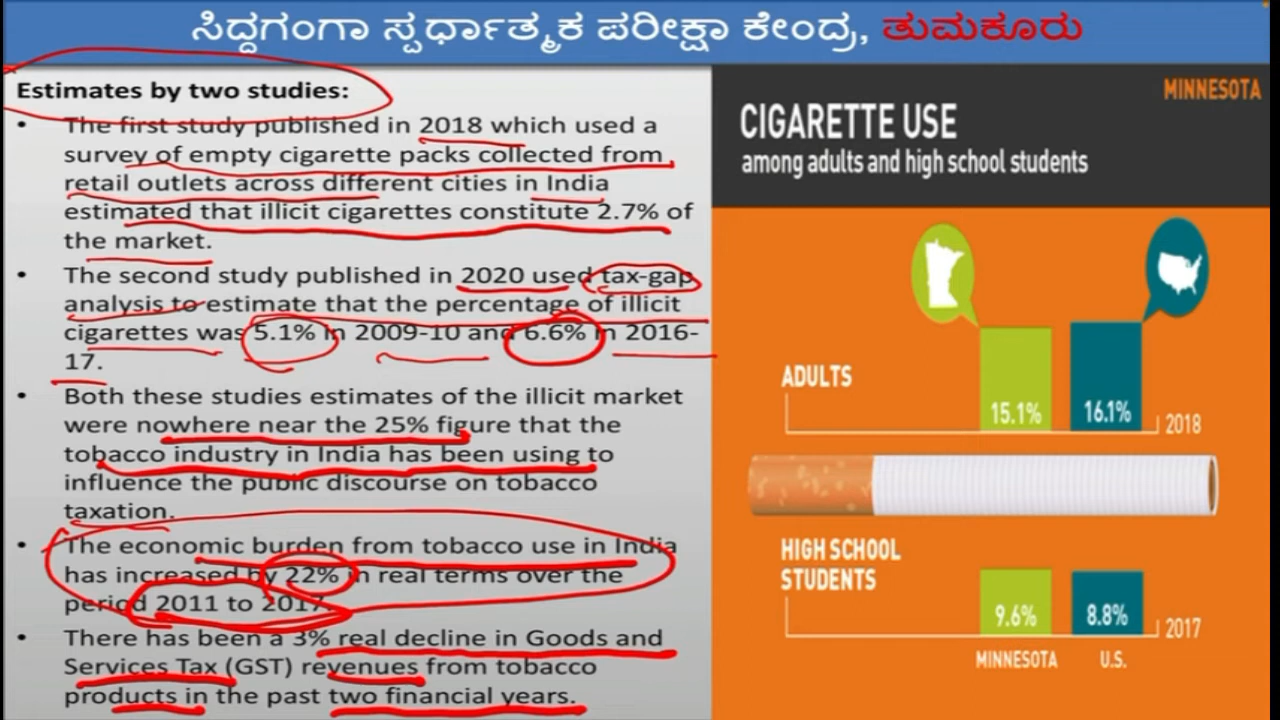 ಸಿದ್ದಗಂಗಾ ಸ್ಪರ್ಧಾತ್ಮಕ ಪರೀಕ್ಷಾ ಕೇಂದ್ರ, ತುಮಕೂರು
Estimates by two studies:
• The first study published in 2018 which used a
survey of empty cigarette packs collected from
retail outlets across different cities in India
estimated that illicit cigarettes constitute 2.7% of
the market.
• The second study published in 2020 used tax-gap
analysis to estimate that the percentage of illicit
cigarettes was 5.1% in 2009-10 and 6.6% in 2016-
17.
• Both these studies estimates of the illicit market
were nowhere near the 25% figure that the
tobacco industry in India has been using to
influence the public discourse on tobacco
taxation.
• The economic burden from tobacco use in India
has increased by 22% in real terms over the
period 2011 to 2017.
• There has been a 3% real decline in Goods and
Services Tax (GST) revenues from tobacco
products in the past two financial years.
MINNESOTA
CIGARETTE USE
among adults and high school students
ADULTS
15.1%
16.1%
2018
HIGH SCHOOL
STUDENTS
9.6%
8.8%
2017
MINNESOTA
U.S.